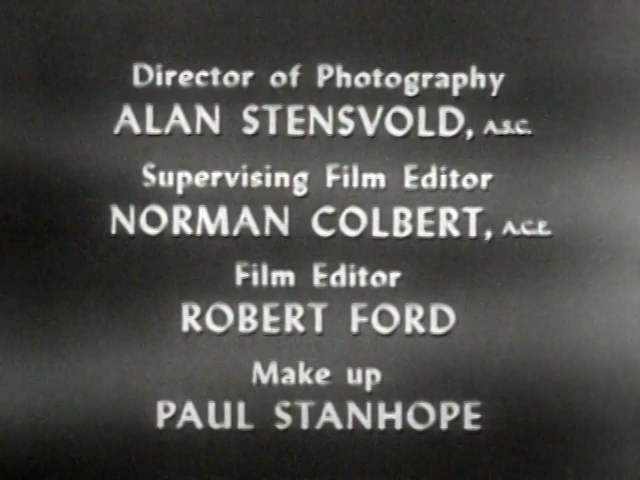 Director of Photography
ALAN STENSVOLD, A.S.C.
Supervising Film Editor
NORMAN COLBERT, A.C.E.
Film Editor
ROBERT FORD
Make up
PAUL STANHOPE